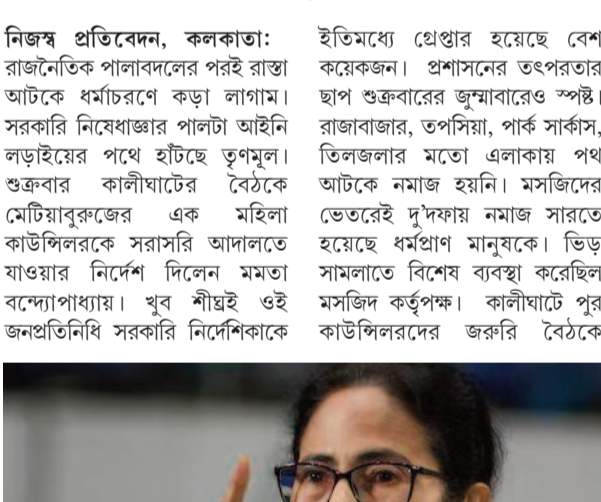 নিজস্ব প্রতিবেদন, কলকাতা:
রাজনৈতিক পালাবদলের পরই রাস্তা
আটকে ধর্মাচরণে কড়া লাগাম।
সরকারি নিষেধাজ্ঞার পালটা আইনি
লড়াইয়ের পথে হাঁটছে তৃণমূল।
শুক্রবার কালীঘাটের বৈঠকে
মেটিয়াবুরুজের এক মহিলা
কাউন্সিলরকে সরাসরি আদালতে
যাওয়ার নির্দেশ দিলেন মমতা
বন্দ্যোপাধ্যায়। খুব শীঘ্রই ওই
জনপ্রতিনিধি সরকারি নির্দেশিকাকে
ইতিমধ্যে গ্রেপ্তার হয়েছে বেশ
কয়েকজন। প্রশাসনের তৎপরতার
ছাপ শুক্রবারের জুম্মাবারেও স্পষ্ট।
রাজাবাজার, তপসিয়া, পার্ক সার্কাস,
তিলজলার মতো এলাকায় পথ
আটকে নমাজ হয়নি। মসজিদের
ভেতরেই দু'দফায় নমাজ সারতে
হয়েছে ধর্মপ্রাণ মানুষকে। ভিড়
সামলাতে বিশেষ ব্যবস্থা করেছিল
মসজিদ কর্তৃপক্ষ। কালীঘাটে পুর
কাউন্সিলরদের জরুরি বৈঠকে